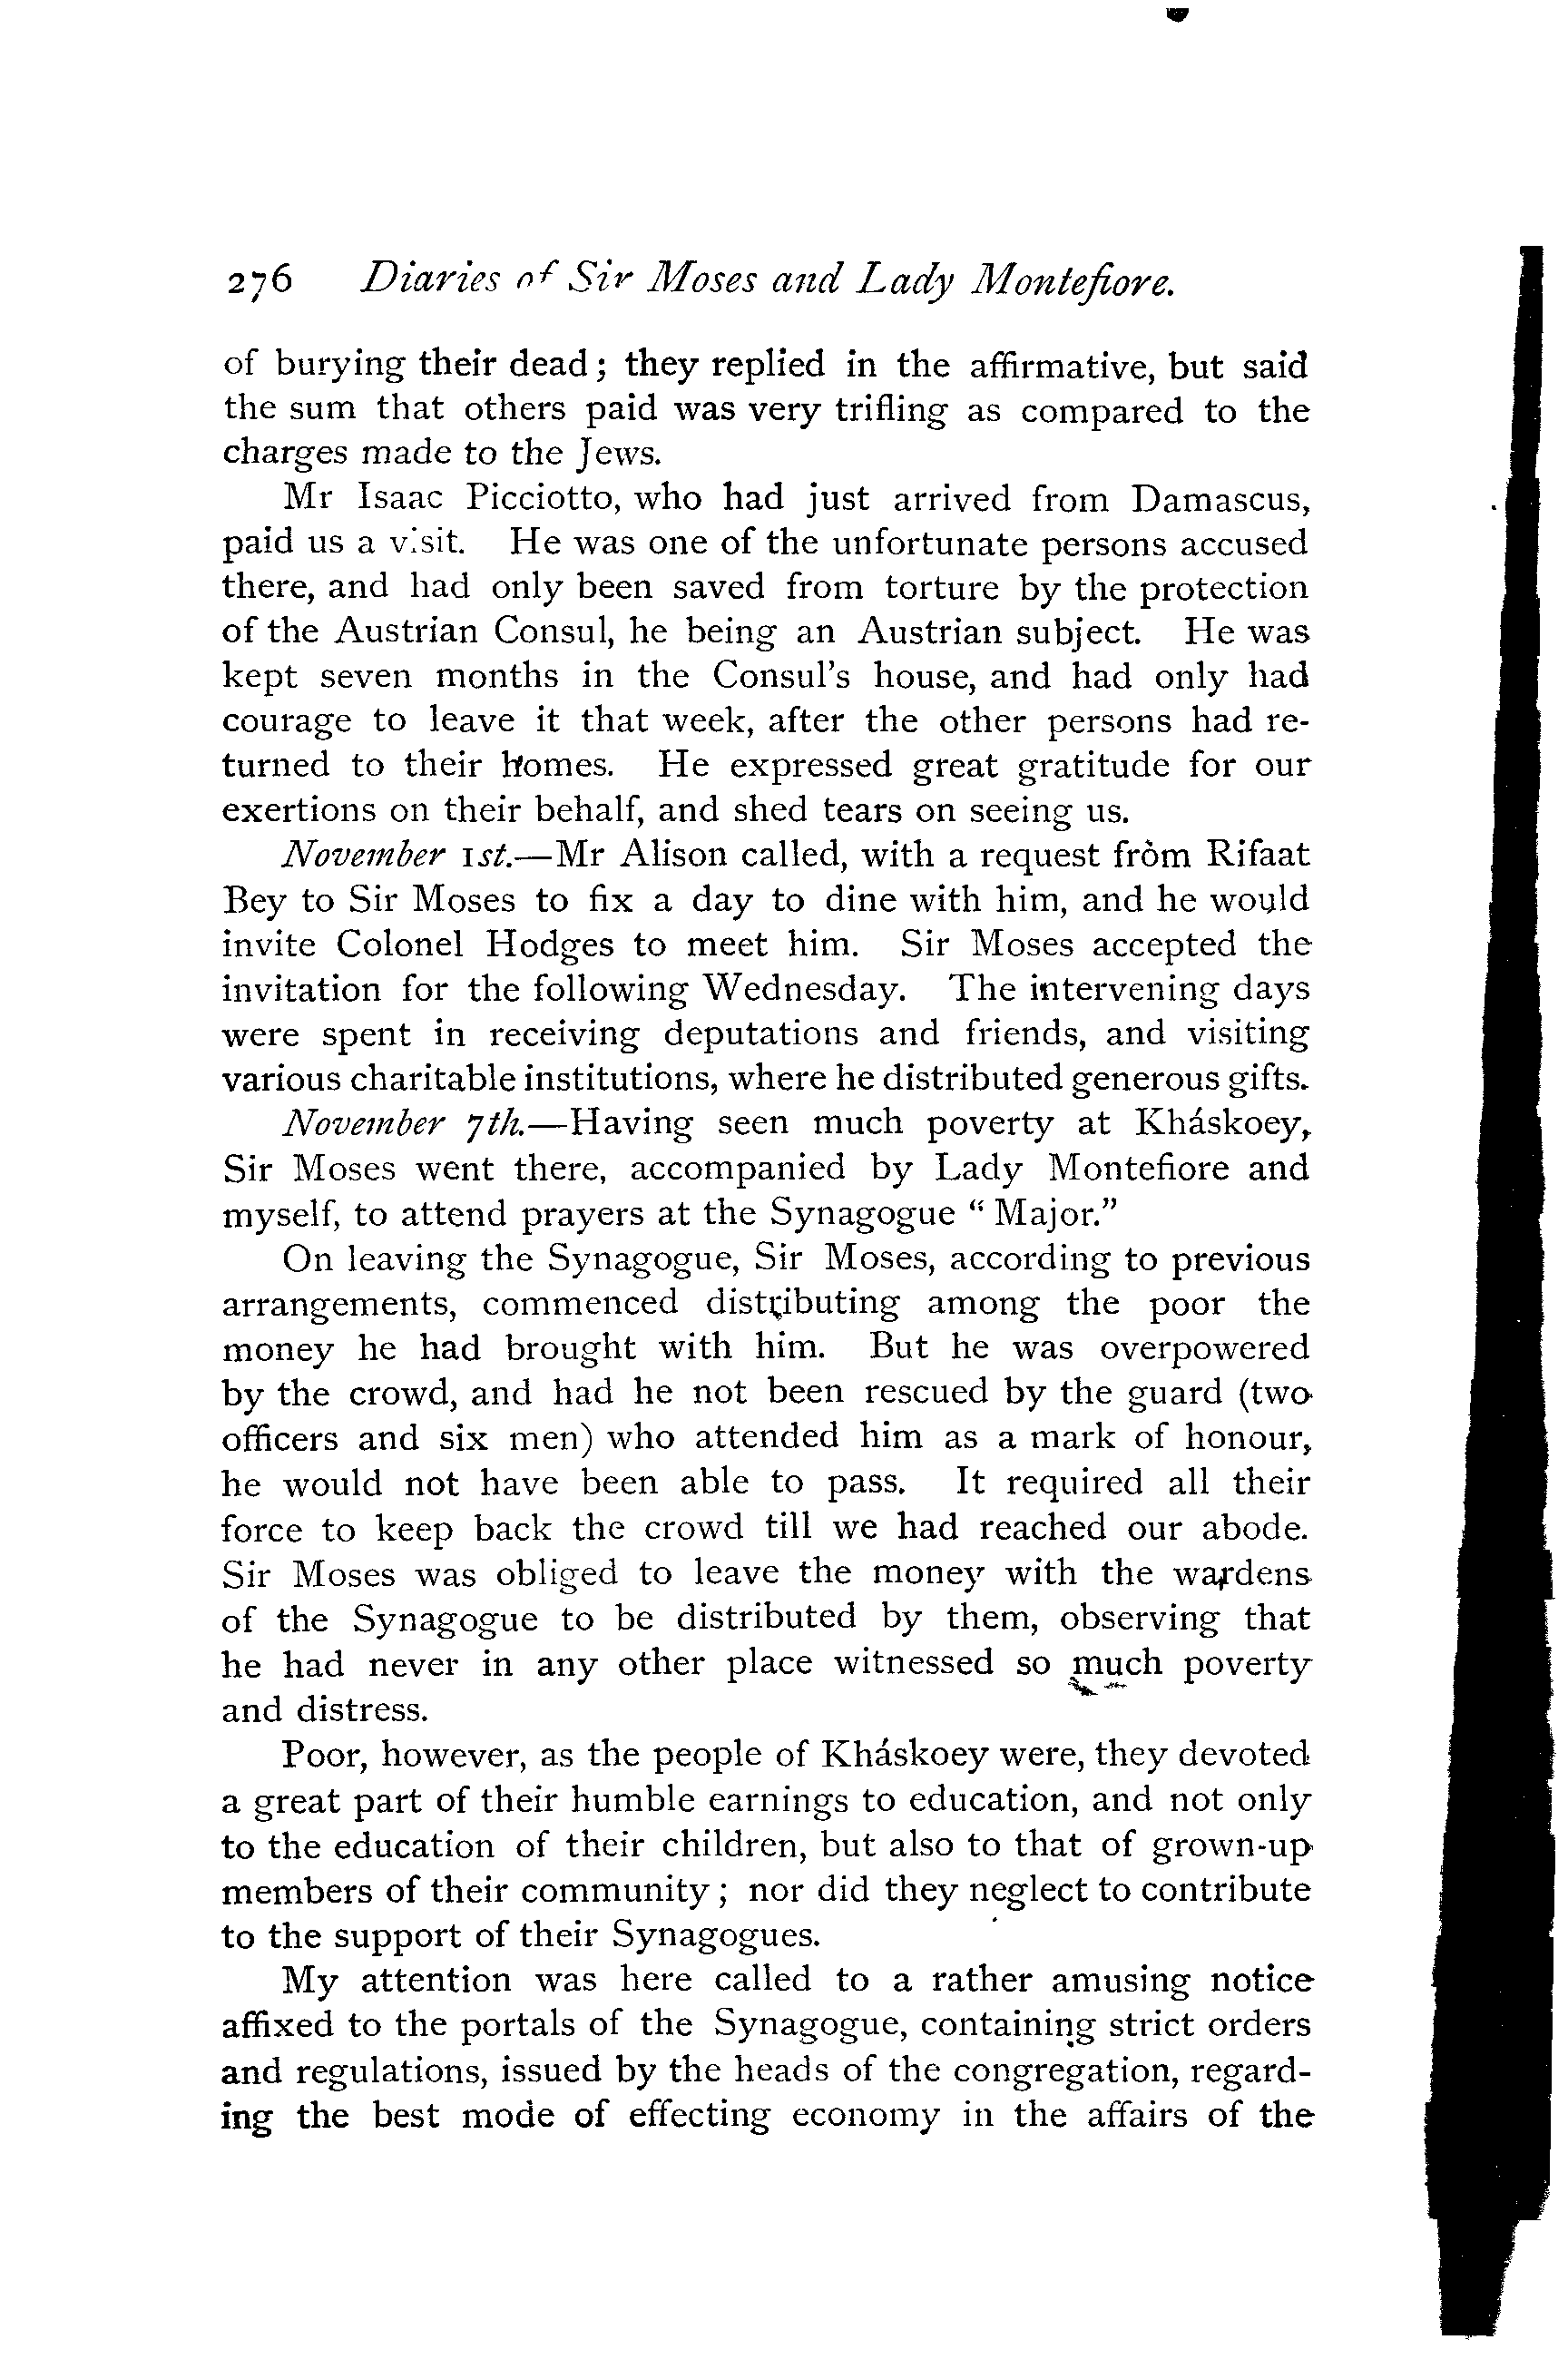 276 Diaries of Sir Moses and Lady Montefiore.
of burying their dead; they replied in the affirmative, but said
the sum that others paid was very trifling as compared to the
charges made to the Jews.
Mr Isaac Picciotto, who had just arrived from Damascus,
paid us a visit. He was one of the unfortunate persons accused
there, and had only been saved from torture by the protection
of the Austrian Consul, he being an Austrian subject. He was
kept seven months in the Consul's house, and had only had
courage to leave it that week, after the other persons had re-
turned to their homes. He expressed great gratitude for our
exertions on their behalf, and shed tears on seeing us.
November 1st.—Mr Alison called, with a request from Rifaat
Bey to Sir Moses to fix a day to dine with him, and he would
invite Colonel Hodges to meet him. Sir Moses accepted the
invitation for the following Wednesday. The intervening days
were spent in receiving deputations and friends, and visiting
various charitable institutions, where he distributed generous gifts.
November 7th.—Having seen much poverty at Kháskoey,
Sir Moses went there, accompanied by Lady Montefiore and
myself, to attend prayers at the Synagogue "Major."
On leaving the Synagogue, Sir Moses, according to previous
arrangements, commenced distributing among the poor the
money he had brought with him. But he was overpowered
by the crowd, and had he not been rescued by the guard (two
officers and six men) who attended him as a mark of honour,
he would not have been able to pass. It required all their
force to keep back the crowd till we had reached our abode.
Sir Moses was obliged to leave the money with the wardens
of the Synagogue to be distributed by them, observing that
he had never in any other place witnessed so much poverty
and distress.
Poor, however, as the people of Kháskoey were, they devoted
a great part of their humble earnings to education, and not only
to the education of their children, but also to that of grown-up
members of their community; nor did they neglect to contribute
to the support of their Synagogues.
My attention was here called to a rather amusing notice
affixed to the portals of the Synagogue, containing strict orders
and regulations, issued by the heads of the congregation, regard-
ing the best mode of effecting economy in the affairs of the